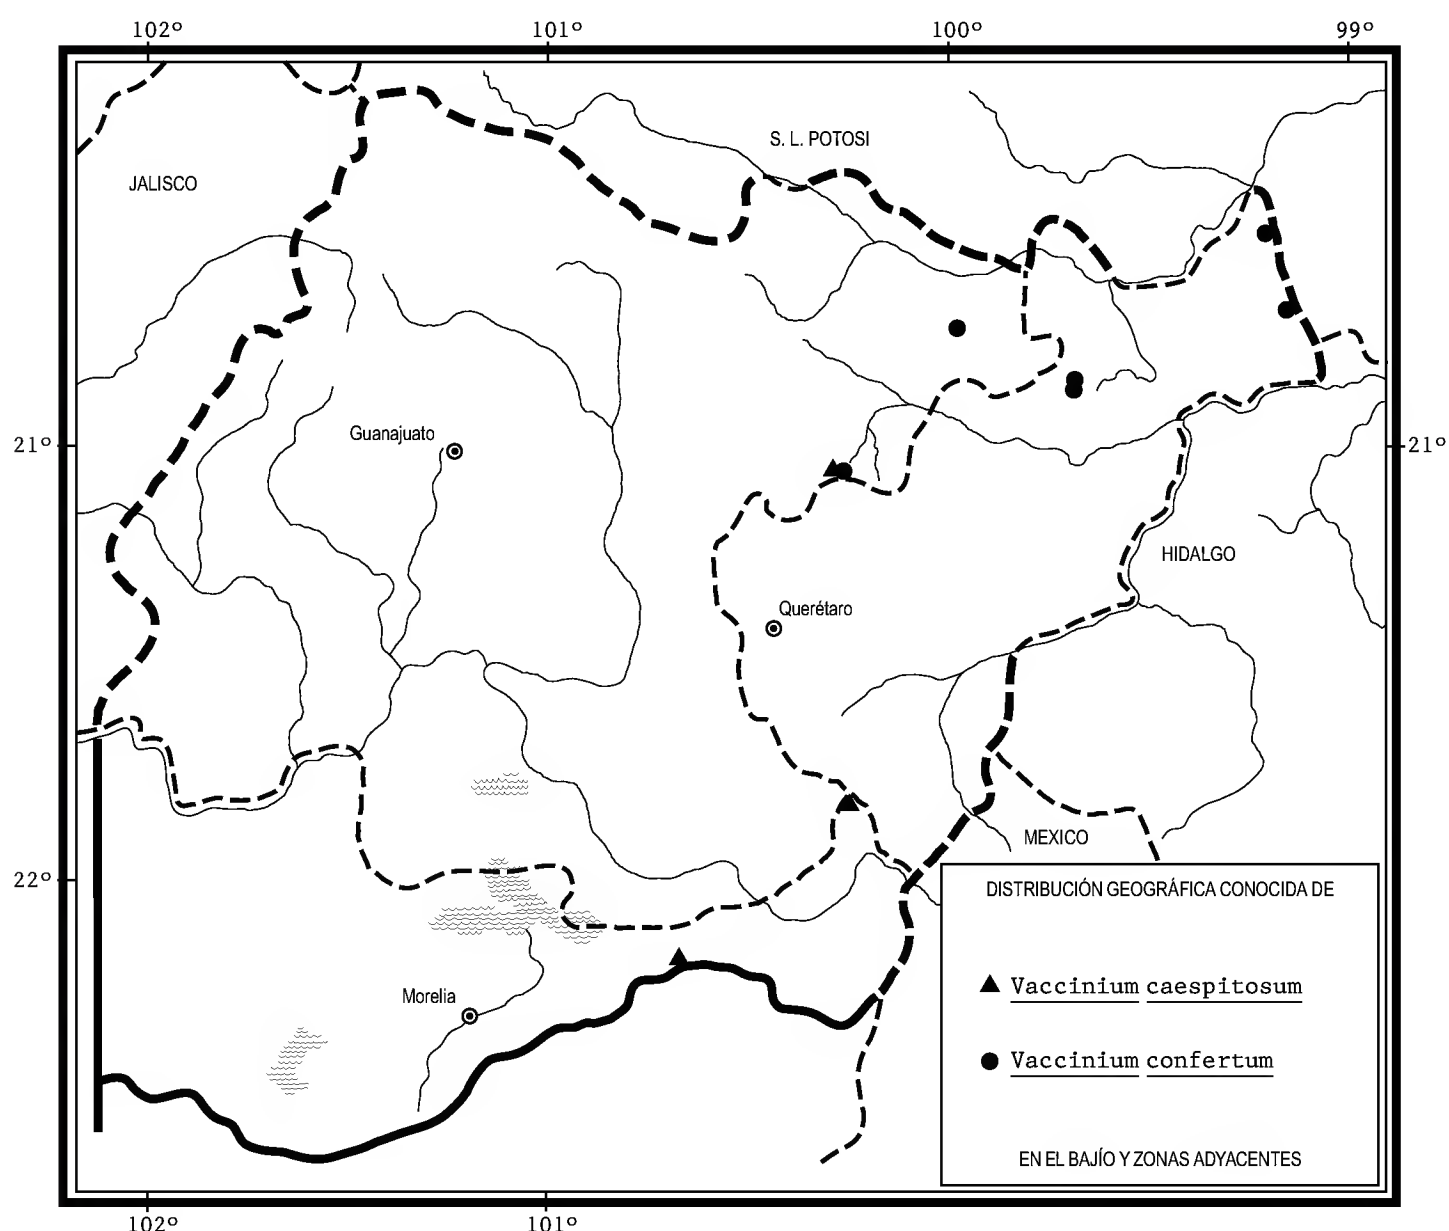 102º 101º 100º 99º
S. L. POTOSI
JALISCO
Guanajuato
21º 21º
HIDALGO
Querétaro
MEXICO
22º
DISTRIBUCIÓN GEOGRÁFICA CONOCIDA DE
Vaccinium caespitosum
Morelia
Vaccinium confertum
EN EL BAJÍO Y ZONAS ADYACENTES
102º 101º